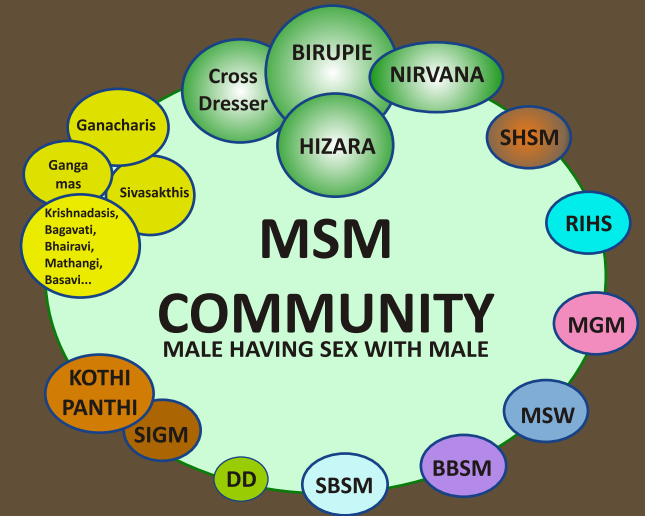 BIRUPIE
Cross
Dresser
NIRVANA
HIZARA
Ganacharis
Ganga
mas
Sivasakthis
Krishnadasis,
Bagavati,
Bhairavi,
Mathangi,
Basavi...
SHSM
RIHS
MGM
MSW
BBSM
SBSM
DD
SIGM
KOTHI
PANTHI
MSM
COMMUNITY
MALE HAVING SEX WITH MALE